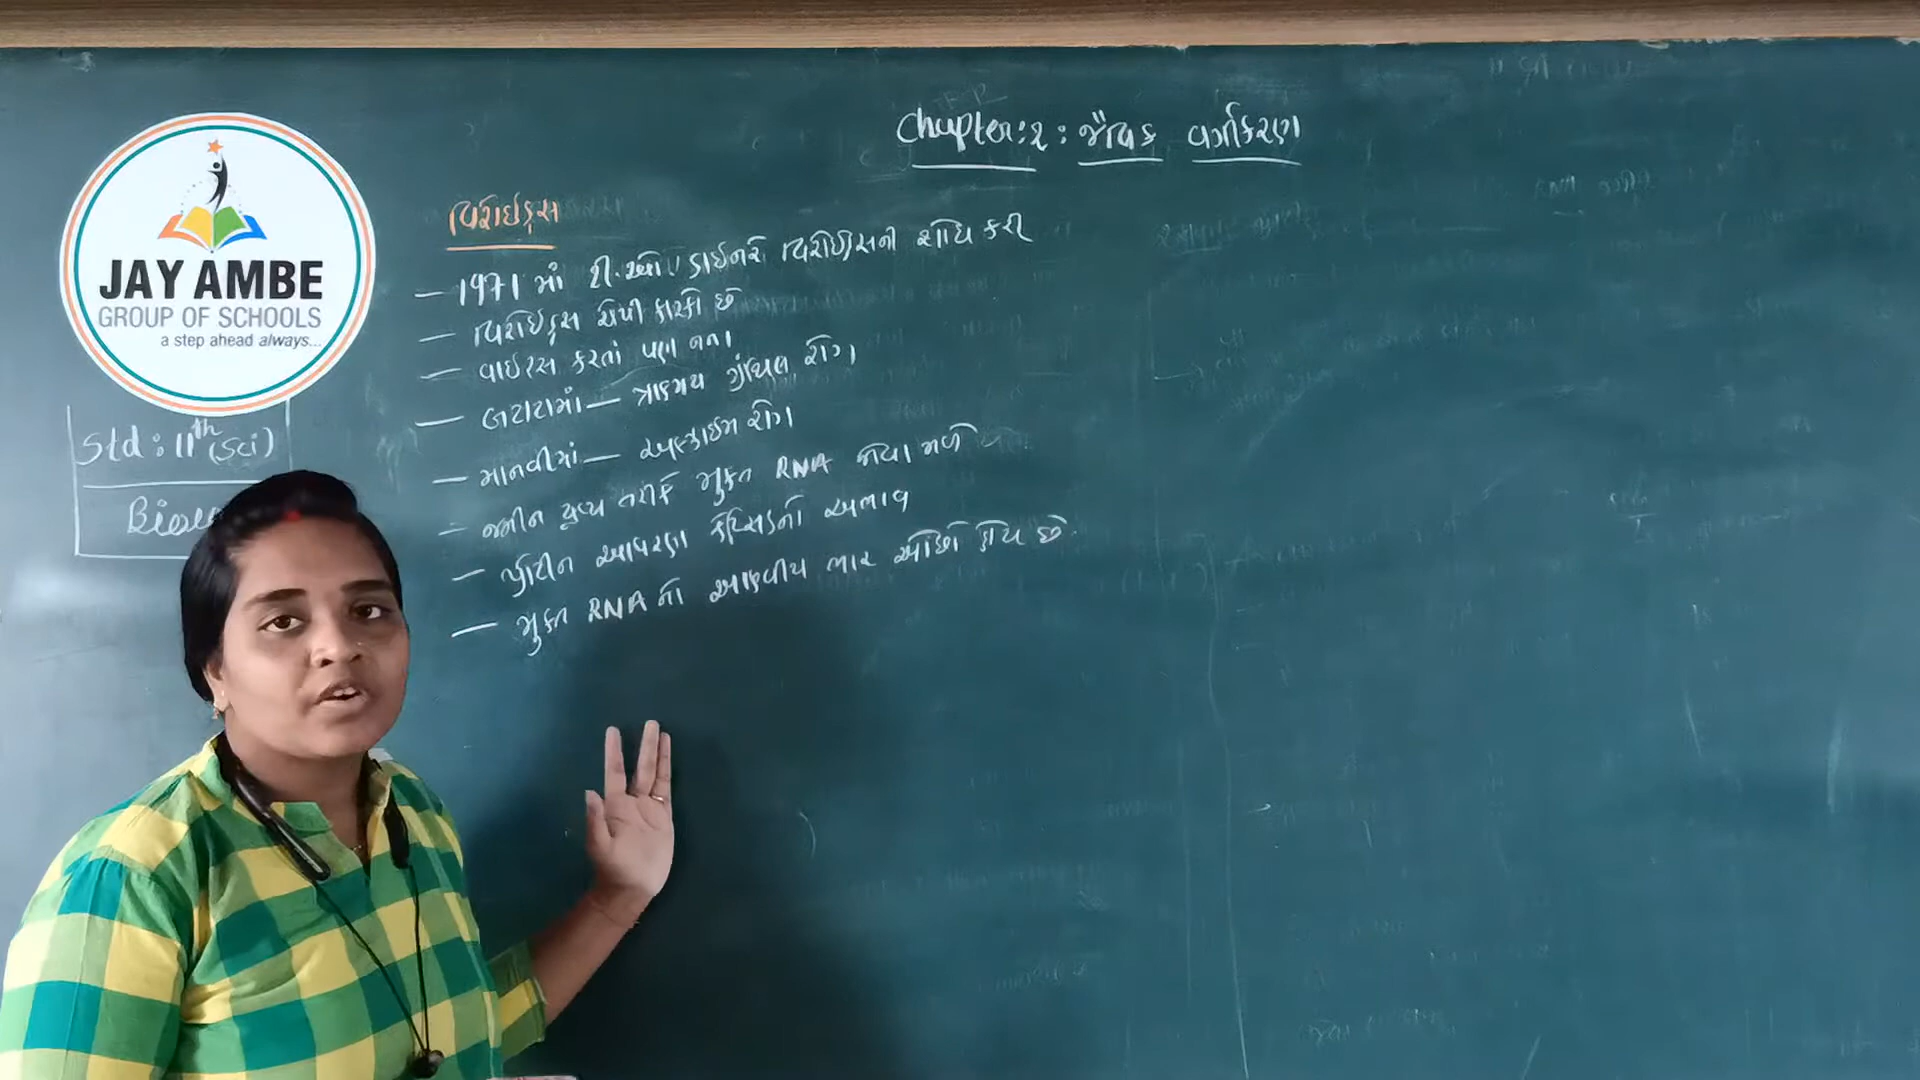 Chapter:2: જૈવિક વર્ગીકરણ
JAY AMBE
GROUP OF SCHOOLS
a step ahead always...
Std: 11th (Sci)
વિરોઇડ્સ
— 1971 માં ટી.ઓ. ડાઇનરે વિરોઇડ્સની શોધ કરી
— વિરોઇડ્સ ચેપી કારકો છે
— વાઇરસ કરતાં પણ નાના
— બટાટામાં — ત્રાકમય ગ્રંથિલ રોગ
— માનવીમાં — અલ્ઝાઇમ રોગ
— જનીન દ્રવ્ય તરીકે મુક્ત RNA જોવા મળે
— પ્રોટીન આવરણ કેપ્સિડનો અભાવ
— મુક્ત RNA નો આણ્વીય ભાર ઓછો હોય છે.